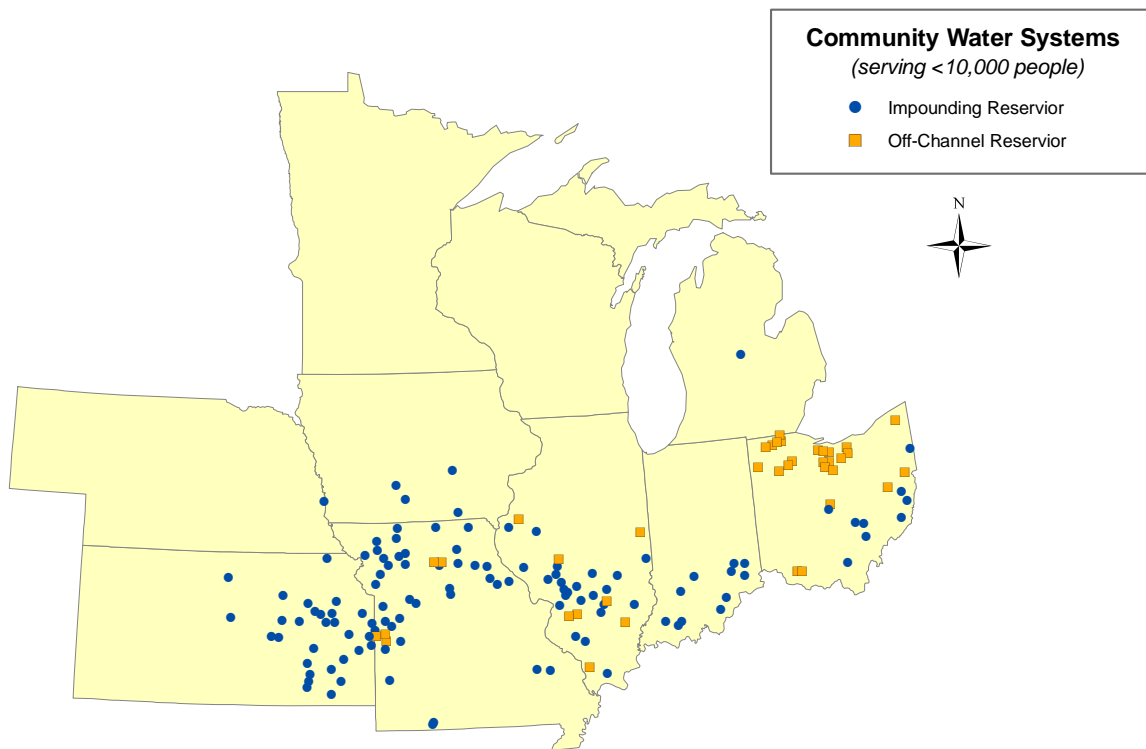 Community Water Systems
(serving <10,000 people)
Impounding Reservior
Off-Channel Reservior
N